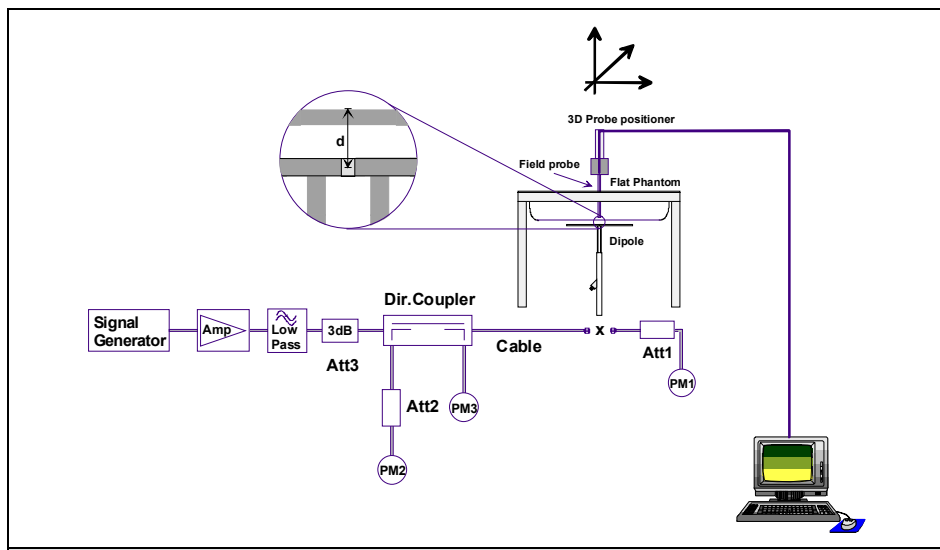 3D Probe positioner
d
Field probe
Flat Phantom
Dipole
Dir.Coupler
Signal
Generator
Amp
Low
Pass
3dB
Att3
Cable
x
Att1
PM1
Att2
PM3
PM2